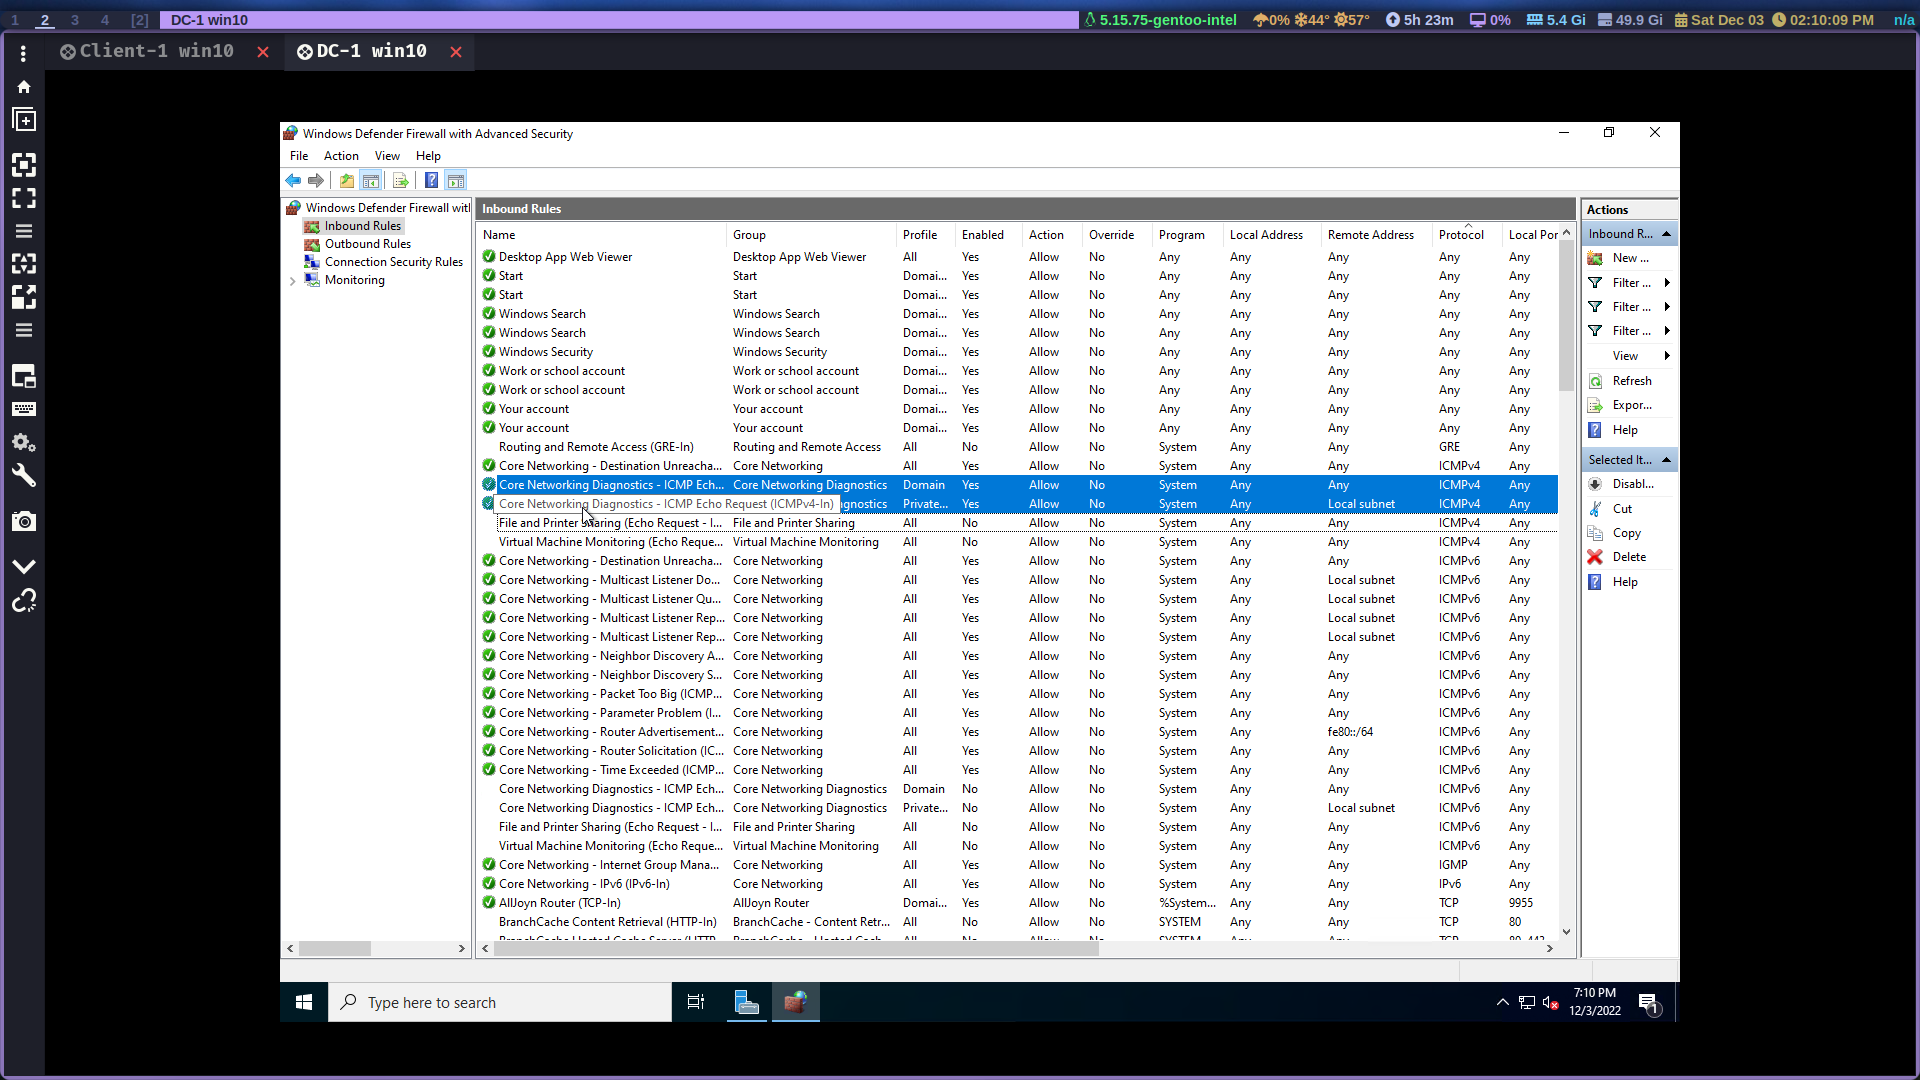 1 2 3 4 [2] DC-1 win10 5.15.75-gentoo-intel 0% 44° 57° 5h 23m 0% 5.4 Gi 49.9 Gi Sat Dec 03 02:10:09 PM n/a
Client-1 win10 DC-1 win10
Windows Defender Firewall with Advanced Security
File Action View Help
Windows Defender Firewall with
Inbound Rules
Outbound Rules
Connection Security Rules
Monitoring
Inbound Rules
Name Group Profile Enabled Action Override Program Local Address Remote Address Protocol Local Por
Desktop App Web Viewer Desktop App Web Viewer All Yes Allow No Any Any Any Any Any
Start Start Domai... Yes Allow No Any Any Any Any Any
Start Start Domai... Yes Allow No Any Any Any Any Any
Windows Search Windows Search Domai... Yes Allow No Any Any Any Any Any
Windows Search Windows Search Domai... Yes Allow No Any Any Any Any Any
Windows Security Windows Security Domai... Yes Allow No Any Any Any Any Any
Work or school account Work or school account Domai... Yes Allow No Any Any Any Any Any
Work or school account Work or school account Domai... Yes Allow No Any Any Any Any Any
Your account Your account Domai... Yes Allow No Any Any Any Any Any
Your account Your account Domai... Yes Allow No Any Any Any Any Any
Routing and Remote Access (GRE-In) Routing and Remote Access All No Allow No System Any Any GRE Any
Core Networking - Destination Unreacha... Core Networking All Yes Allow No System Any Any ICMPv4 Any
Core Networking Diagnostics - ICMP Ech... Core Networking Diagnostics Domain Yes Allow No System Any Any ICMPv4 Any
Core Networking Diagnostics - ICMP Echo Request (ICMPv4-In) gnostics Private... Yes Allow No System Any Local subnet ICMPv4 Any
File and Printer Sharing (Echo Request - I... File and Printer Sharing All No Allow No System Any Any ICMPv4 Any
Virtual Machine Monitoring (Echo Reque... Virtual Machine Monitoring All No Allow No System Any Any ICMPv4 Any
Core Networking - Destination Unreacha... Core Networking All Yes Allow No System Any Any ICMPv6 Any
Core Networking - Multicast Listener Do... Core Networking All Yes Allow No System Any Local subnet ICMPv6 Any
Core Networking - Multicast Listener Qu... Core Networking All Yes Allow No System Any Local subnet ICMPv6 Any
Core Networking - Multicast Listener Rep... Core Networking All Yes Allow No System Any Local subnet ICMPv6 Any
Core Networking - Multicast Listener Rep... Core Networking All Yes Allow No System Any Local subnet ICMPv6 Any
Core Networking - Neighbor Discovery A... Core Networking All Yes Allow No System Any Any ICMPv6 Any
Core Networking - Neighbor Discovery S... Core Networking All Yes Allow No System Any Any ICMPv6 Any
Core Networking - Packet Too Big (ICMP... Core Networking All Yes Allow No System Any Any ICMPv6 Any
Core Networking - Parameter Problem (I... Core Networking All Yes Allow No System Any Any ICMPv6 Any
Core Networking - Router Advertisement... Core Networking All Yes Allow No System Any fe80::/64 ICMPv6 Any
Core Networking - Router Solicitation (IC... Core Networking All Yes Allow No System Any Any ICMPv6 Any
Core Networking - Time Exceeded (ICMP... Core Networking All Yes Allow No System Any Any ICMPv6 Any
Core Networking Diagnostics - ICMP Ech... Core Networking Diagnostics Domain No Allow No System Any Any ICMPv6 Any
Core Networking Diagnostics - ICMP Ech... Core Networking Diagnostics Private... No Allow No System Any Local subnet ICMPv6 Any
File and Printer Sharing (Echo Request - I... File and Printer Sharing All No Allow No System Any Any ICMPv6 Any
Virtual Machine Monitoring (Echo Reque... Virtual Machine Monitoring All No Allow No System Any Any ICMPv6 Any
Core Networking - Internet Group Mana... Core Networking All Yes Allow No System Any Any IGMP Any
Core Networking - IPv6 (IPv6-In) Core Networking All Yes Allow No System Any Any IPv6 Any
AllJoyn Router (TCP-In) AllJoyn Router Domai... Yes Allow No %System... Any Any TCP 9955
BranchCache Content Retrieval (HTTP-In) BranchCache - Content Retr... All No Allow No SYSTEM Any Any TCP 80
BranchCache Hosted Cache Server (HTTP... BranchCache - Hosted Cach... All No Allow No SYSTEM Any Any TCP 80, 443
Actions
Inbound R...
New ...
Filter ...
Filter ...
Filter ...
View
Refresh
Expor...
Help
Selected It...
Disabl...
Cut
Copy
Delete
Help
Type here to search
7:10 PM
12/3/2022
1